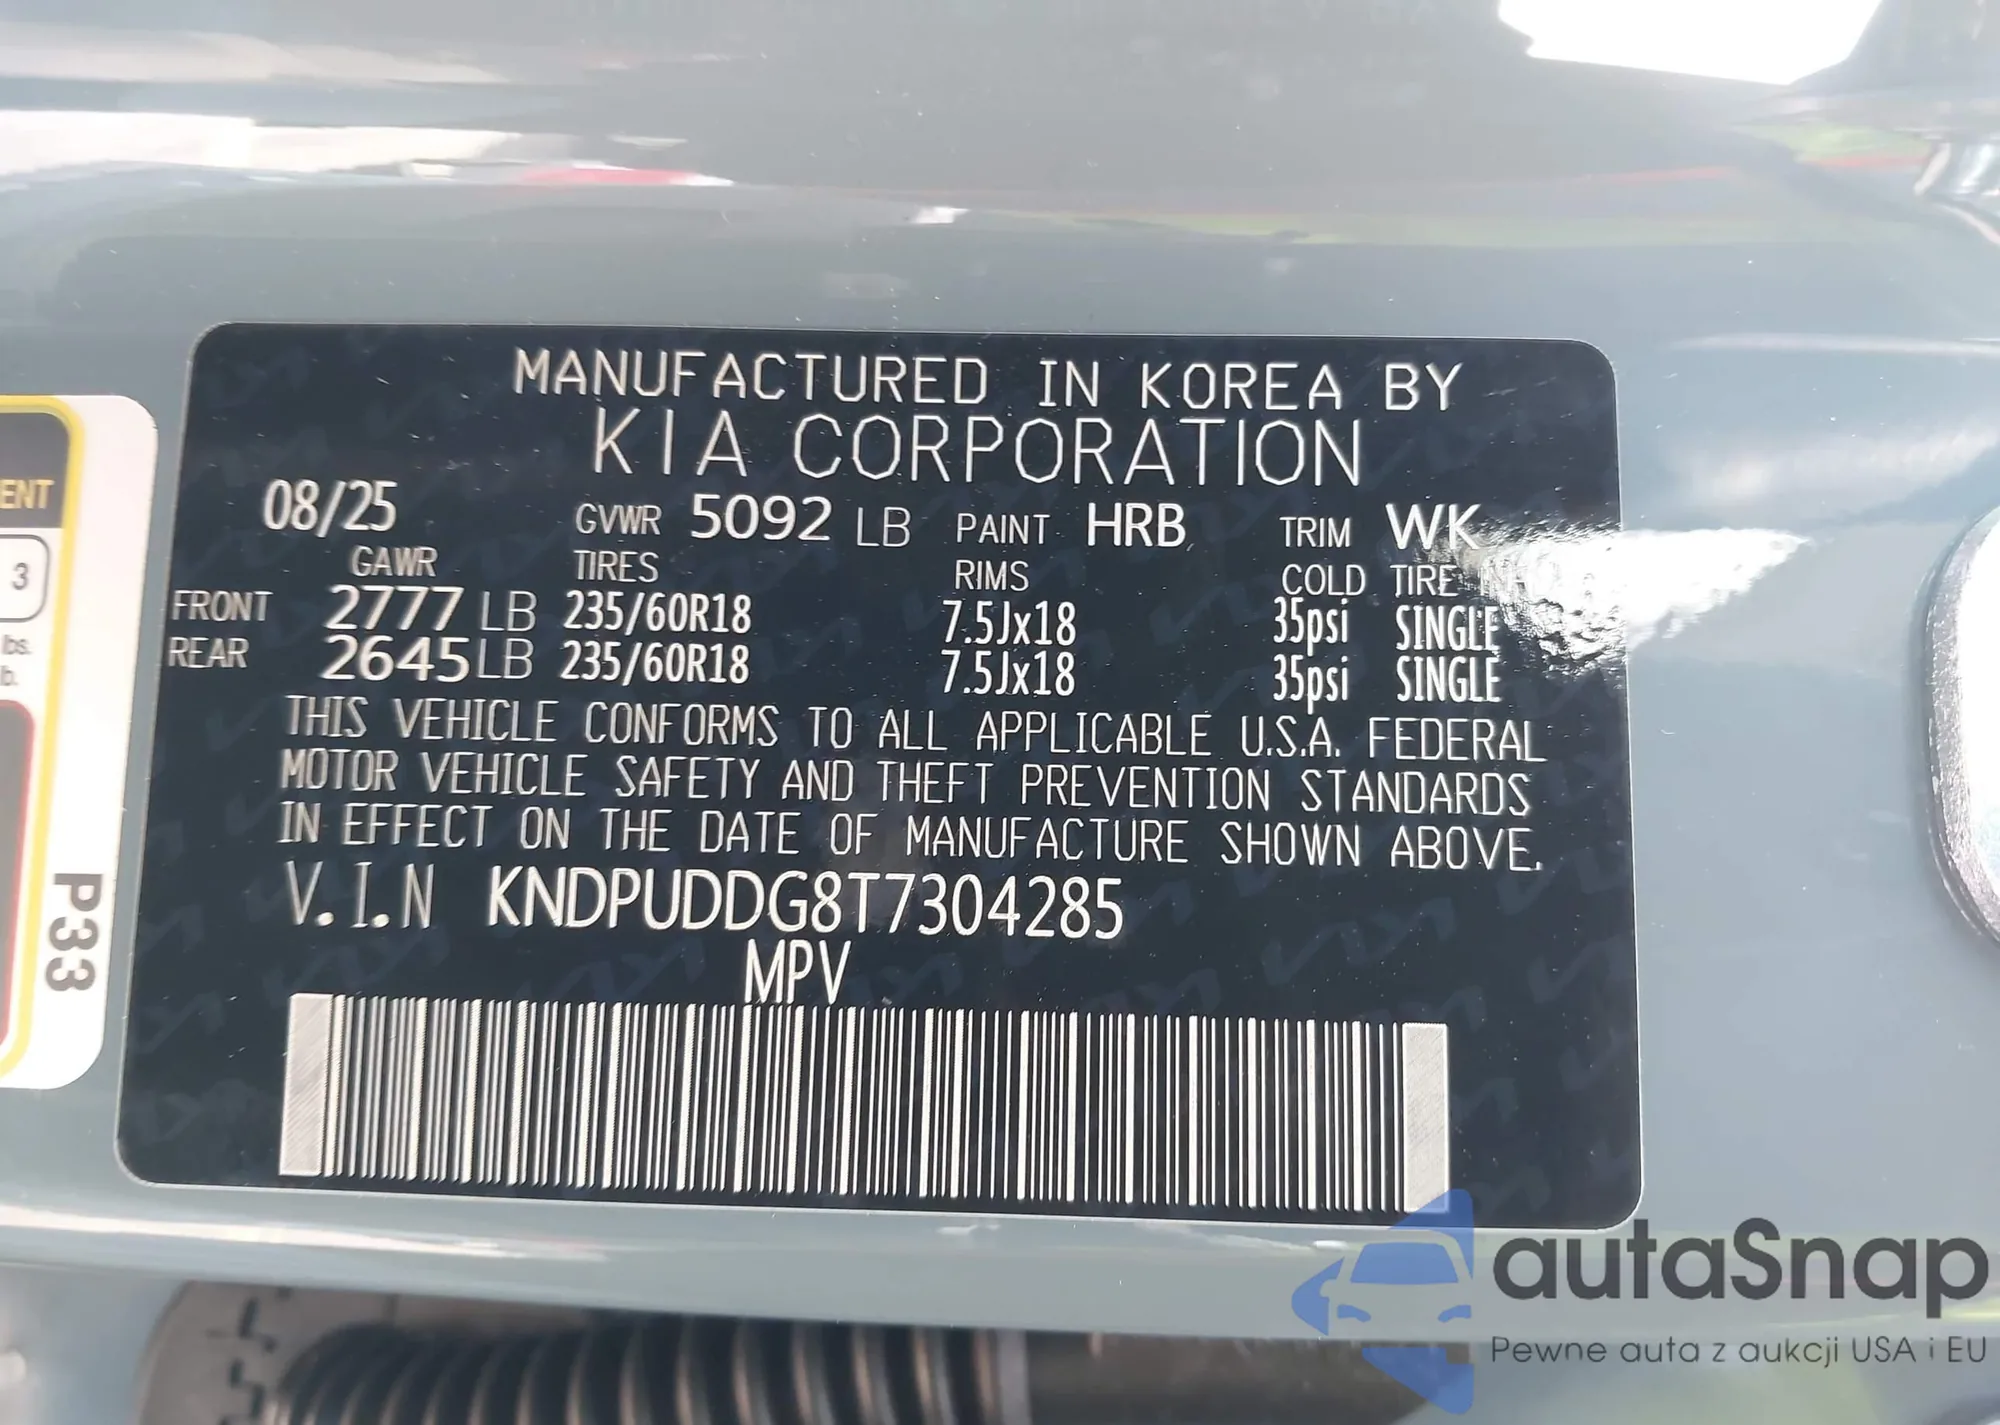 MANUFACTURED IN KOREA BY
KIA CORPORATION
08/25 GVWR 5092 LB PAINT HRB TRIM WK
GAWR TIRES RIMS COLD TIRE
FRONT 2777 LB 235/60R18 7.5Jx18 35psi SINGLE
REAR 2645 LB 235/60R18 7.5Jx18 35psi SINGLE
THIS VEHICLE CONFORMS TO ALL APPLICABLE U.S.A. FEDERAL
MOTOR VEHICLE SAFETY AND THEFT PREVENTION STANDARDS
IN EFFECT ON THE DATE OF MANUFACTURE SHOWN ABOVE.
V.I.N KNDPUDDG8T7304285
MPV
ENT
3
lbs.
b.
P33
autaSnap
Pewne auta z aukcji USA i EU